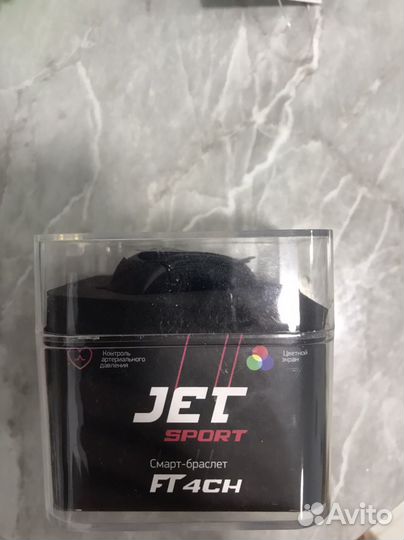 Контроль
артериального
давления
Цветной
экран
JET
SPORT
Смарт-браслет
FT4CH
Avito